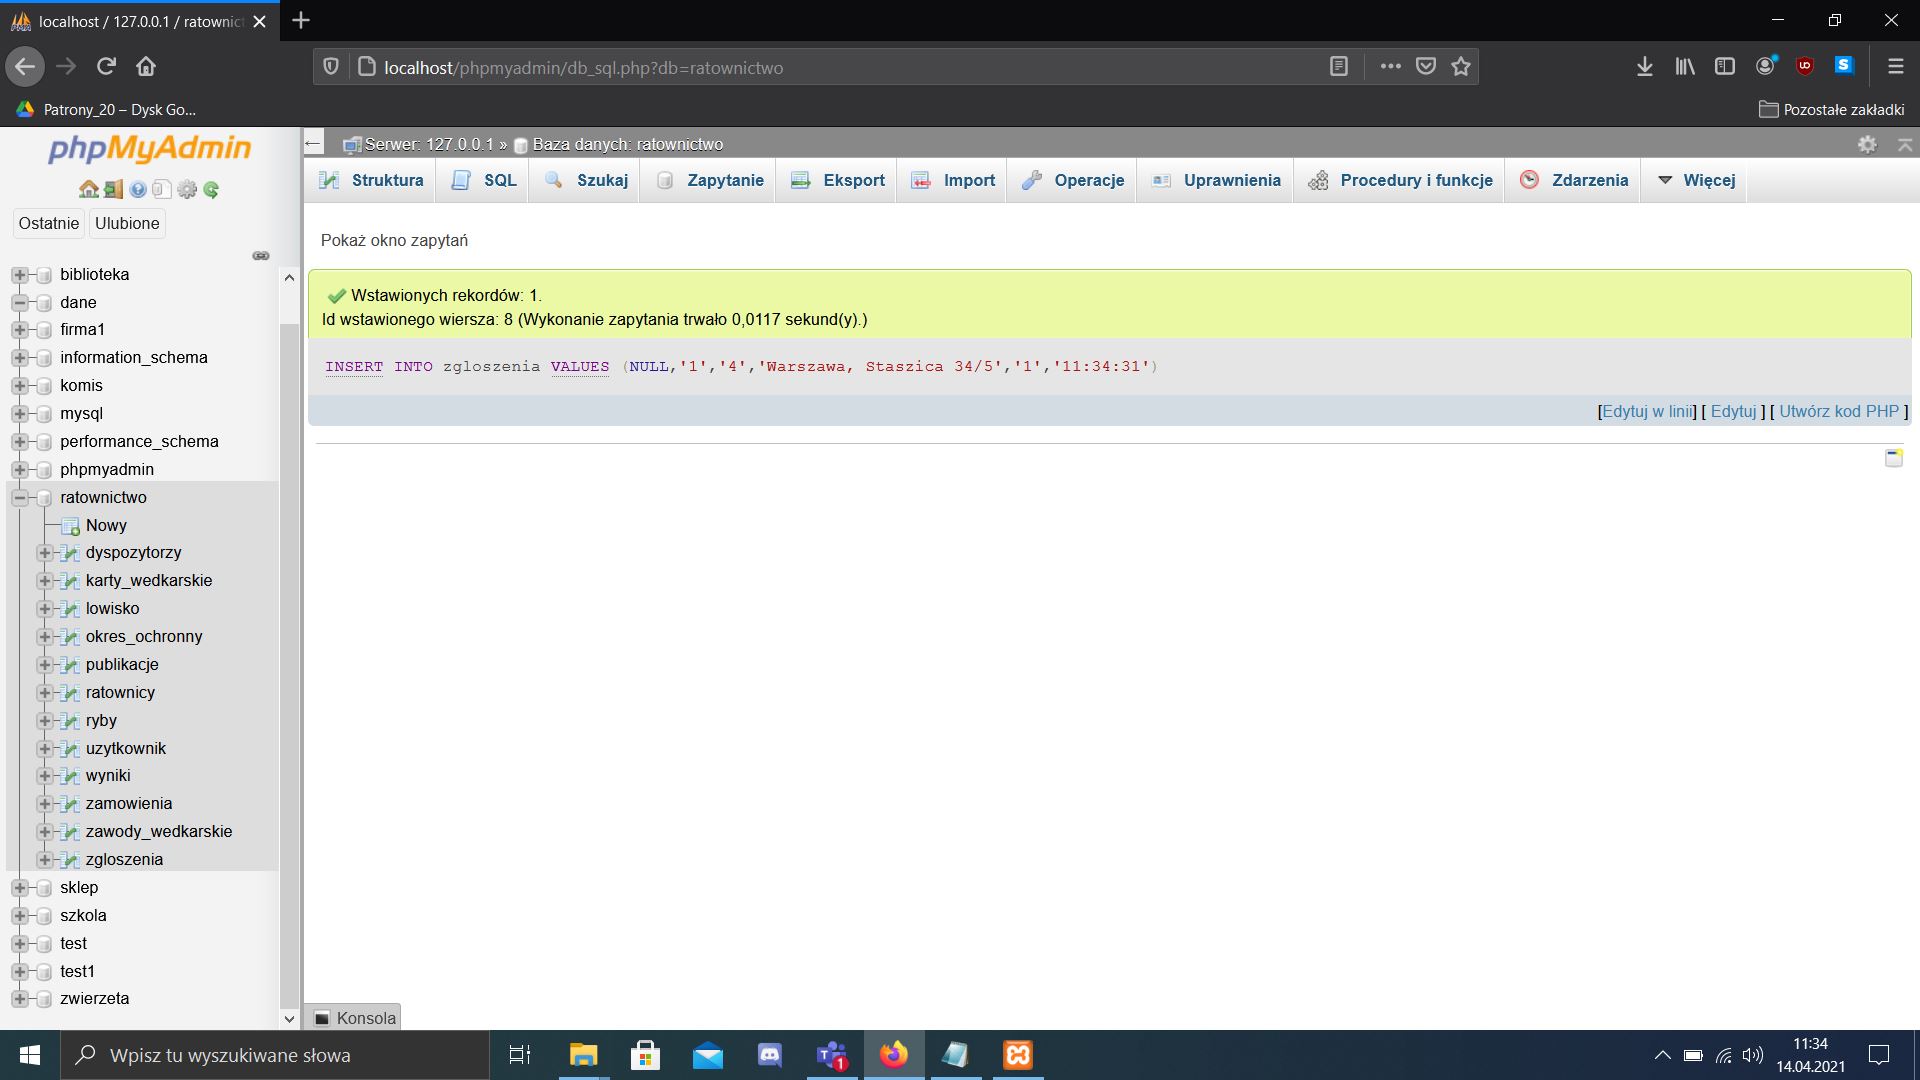 localhost / 127.0.0.1 / ratownict
localhost/phpmyadmin/db_sql.php?db=ratownictwo
Patrony_20 – Dysk Go...
Pozostałe zakładki
phpMyAdmin
Ostatnie
Ulubione
biblioteka
dane
firma1
information_schema
komis
mysql
performance_schema
phpmyadmin
ratownictwo
Nowy
dyspozytorzy
karty_wedkarskie
lowisko
okres_ochronny
publikacje
ratownicy
ryby
uzytkownik
wyniki
zamowienia
zawody_wedkarskie
zgloszenia
sklep
szkola
test
test1
zwierzeta
Serwer: 127.0.0.1 » Baza danych: ratownictwo
Struktura
SQL
Szukaj
Zapytanie
Eksport
Import
Operacje
Uprawnienia
Procedury i funkcje
Zdarzenia
Więcej
Pokaż okno zapytań
Wstawionych rekordów: 1.
Id wstawionego wiersza: 8 (Wykonanie zapytania trwało 0,0117 sekund(y).)
INSERT INTO zgloszenia VALUES (NULL,'1','4','Warszawa, Staszica 34/5','1','11:34:31')
[Edytuj w linii] [ Edytuj ] [ Utwórz kod PHP ]
Konsola
Wpisz tu wyszukiwane słowa
1
11:34
14.04.2021